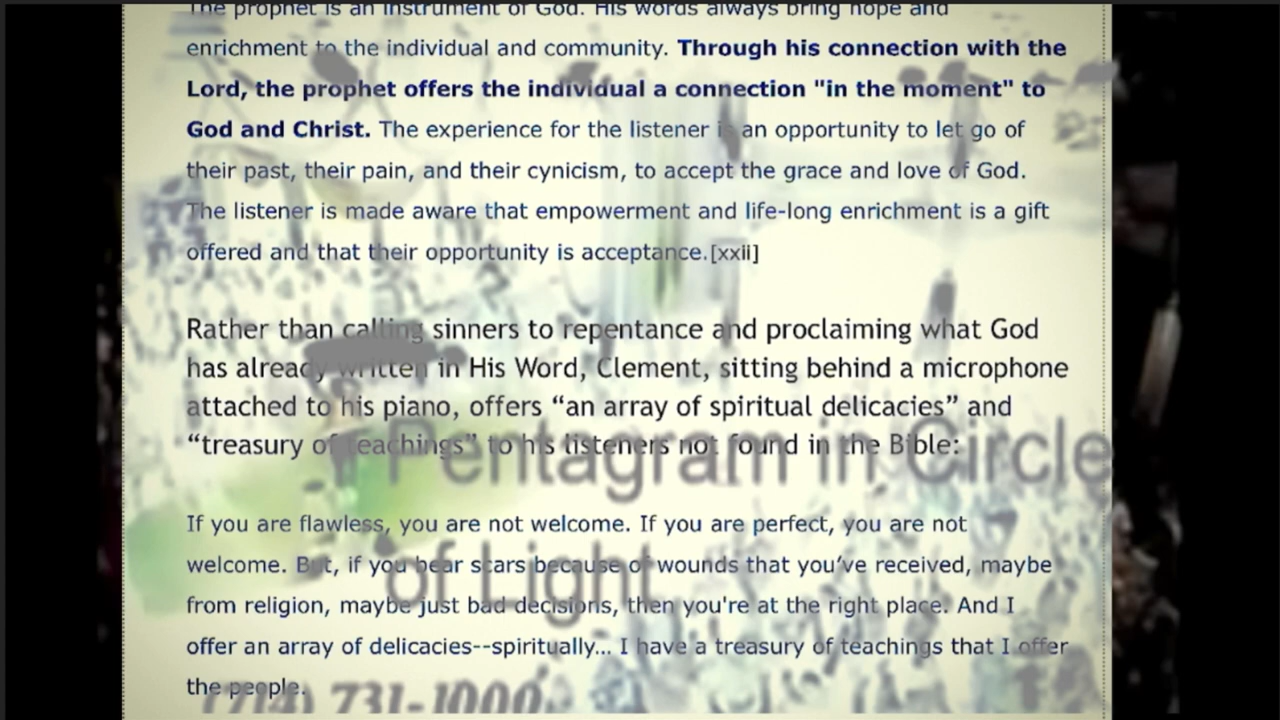 The prophet is an instrument of God. His words always bring hope and
enrichment to the individual and community. Through his connection with the
Lord, the prophet offers the individual a connection "in the moment" to
God and Christ. The experience for the listener is an opportunity to let go of
their past, their pain, and their cynicism, to accept the grace and love of God.
The listener is made aware that empowerment and life-long enrichment is a gift
offered and that their opportunity is acceptance.[xxii]
Rather than calling sinners to repentance and proclaiming what God
has already written in His Word, Clement, sitting behind a microphone
attached to his piano, offers “an array of spiritual delicacies” and
“treasury of teachings” to his listeners not found in the Bible:
Pentagram in Circle
of Light
If you are flawless, you are not welcome. If you are perfect, you are not
welcome. But, if you bear scars because of wounds that you’ve received, maybe
from religion, maybe just bad decisions, then you're at the right place. And I
offer an array of delicacies--spiritually... I have a treasury of teachings that I offer
the people.
(714) 731-1000